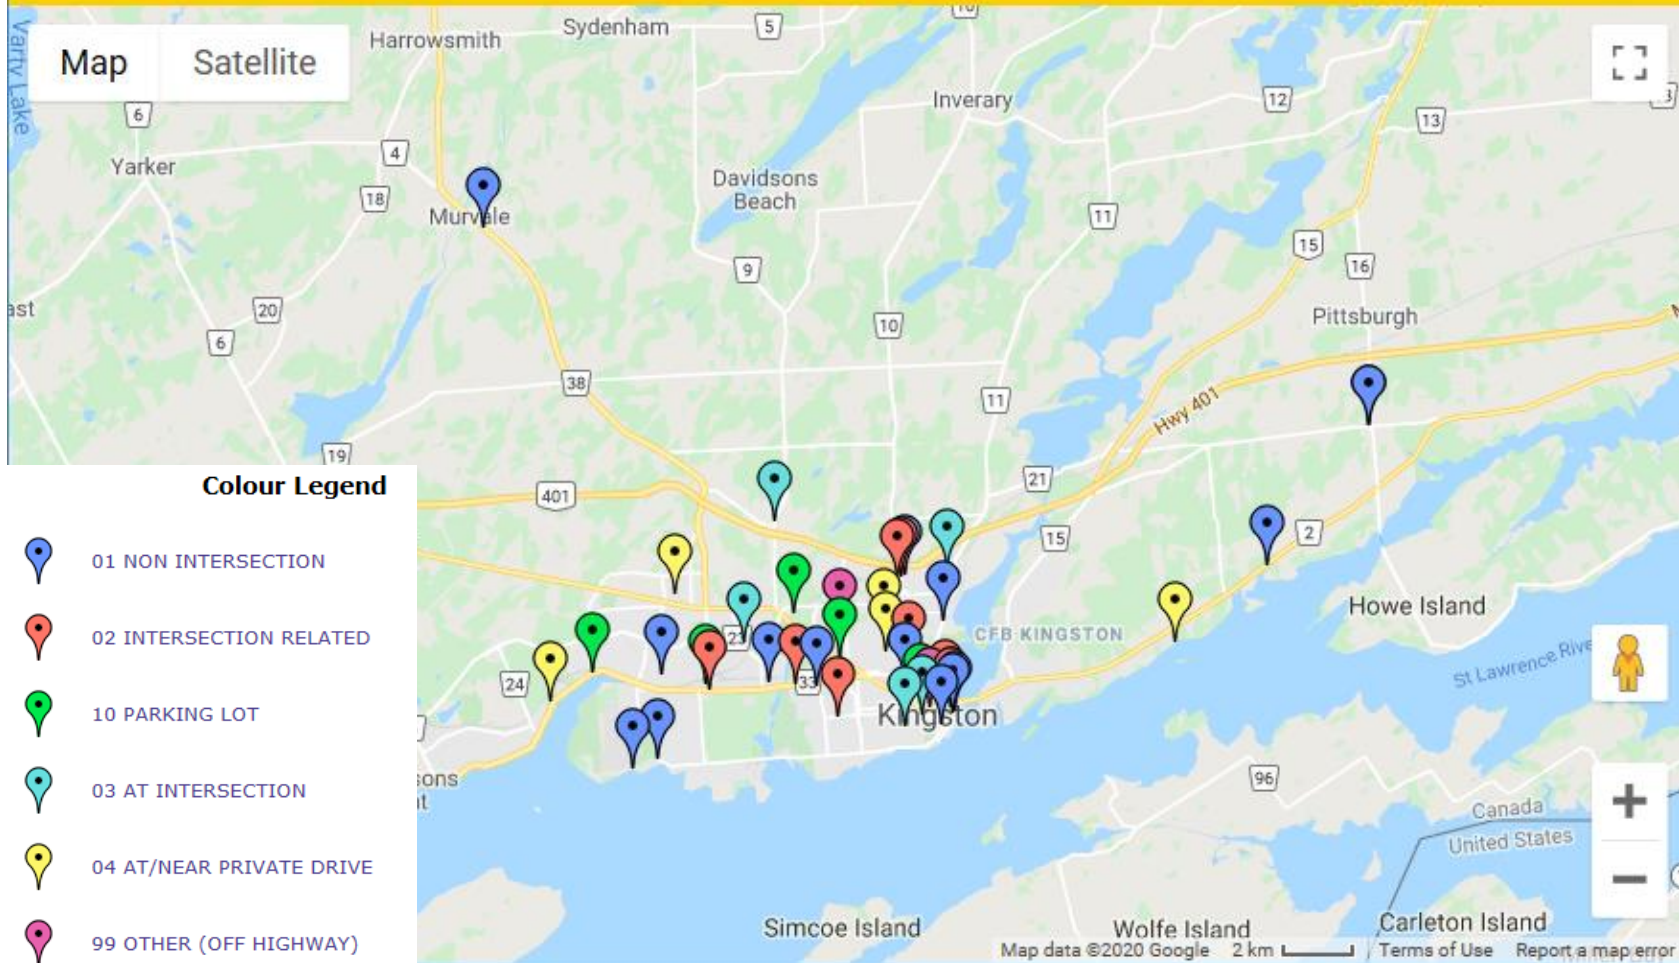 Map
Satellite
Varty Lake
Harrowsmith
Sydenham
5
10
6
Yarker
4
18
Murvale
Davidsons
Beach
Inverary
12
13
11
15
16
Pittsburgh
9
20
6
10
38
11
Hwy 401
19
401
21
15
2
Howe Island
St Lawrence Rive
CFB KINGSTON
23
24
33
Kingston
sons
96
Canada
United States
Simcoe Island
Wolfe Island
Carleton Island
Colour Legend
01 NON INTERSECTION
02 INTERSECTION RELATED
10 PARKING LOT
03 AT INTERSECTION
04 AT/NEAR PRIVATE DRIVE
99 OTHER (OFF HIGHWAY)
Map data ©2020 Google
2 km
Terms of Use
Report a map error